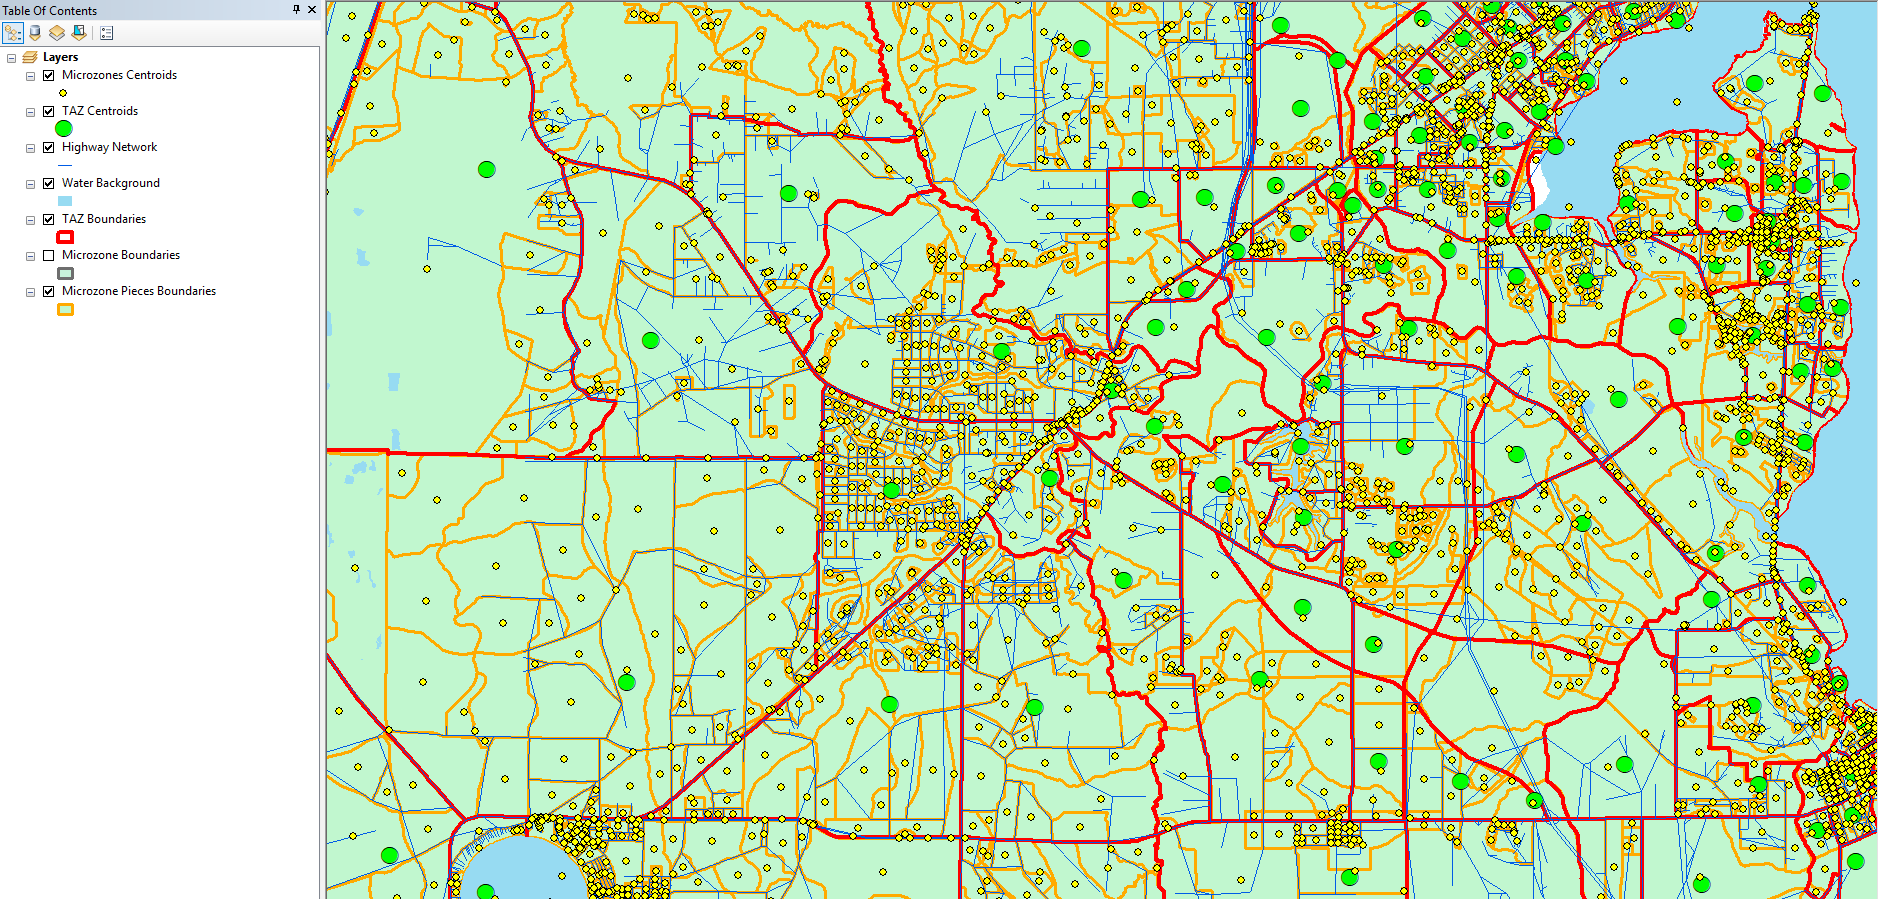 Table Of Contents
Layers
Microzones Centroids
TAZ Centroids
Highway Network
Water Background
TAZ Boundaries
Microzone Boundaries
Microzone Pieces Boundaries